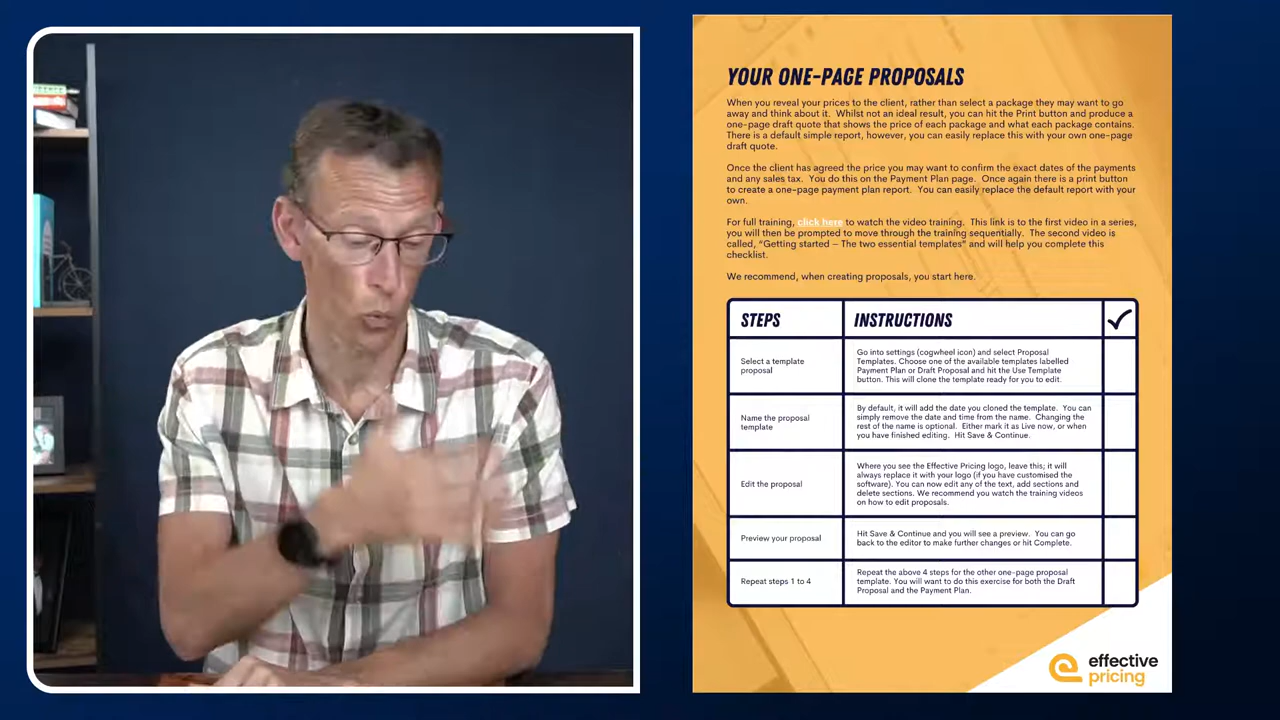 YOUR ONE-PAGE PROPOSALS
When you reveal your prices to the client, rather than select a package they may want to go
away and think about it.  Whilst not an ideal result, you can hit the Print button and produce a
one-page draft quote that shows the price of each package and what each package contains.
There is a default simple report, however, you can easily replace this with your own one-page
draft quote.
Once the client has agreed the price you may want to confirm the exact dates of the payments
and any sales tax.  You do this on the Payment Plan page.  Once again there is a print button
to create a one-page payment plan report.  You can easily replace the default report with your
own.
For full training, click here to watch the video training.  This link is to the first video in a series,
you will then be prompted to move through the training sequentially.  The second video is
called, “Getting started – The two essential templates” and will help you complete this
checklist.
We recommend, when creating proposals, you start here.
STEPS
INSTRUCTIONS
Select a template
proposal
Go into settings (cogwheel icon) and select Proposal
Templates. Choose one of the available templates labelled
Payment Plan or Draft Proposal and hit the Use Template
button. This will clone the template ready for you to edit.
Name the proposal
template
By default, it will add the date you cloned the template.  You can
simply remove the date and time from the name.  Changing the
rest of the name is optional.  Either mark it as Live now, or when
you have finished editing.  Hit Save & Continue.
Edit the proposal
Where you see the Effective Pricing logo, leave this; it will
always replace it with your logo (if you have customised the
software). You can now edit any of the text, add sections and
delete sections. We recommend you watch the training videos
on how to edit proposals.
Preview your proposal
Hit Save & Continue and you will see a preview.  You can go
back to the editor to make further changes or hit Complete.
Repeat steps 1 to 4
Repeat the above 4 steps for the other one-page proposal
template. You will want to do this exercise for both the Draft
Proposal and the Payment Plan.
effective
pricing